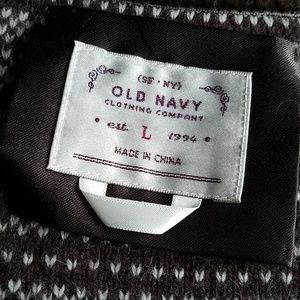 (SF · NY)
OLD NAVY
CLOTHING COMPANY
• est. L 1994 •
MADE IN CHINA